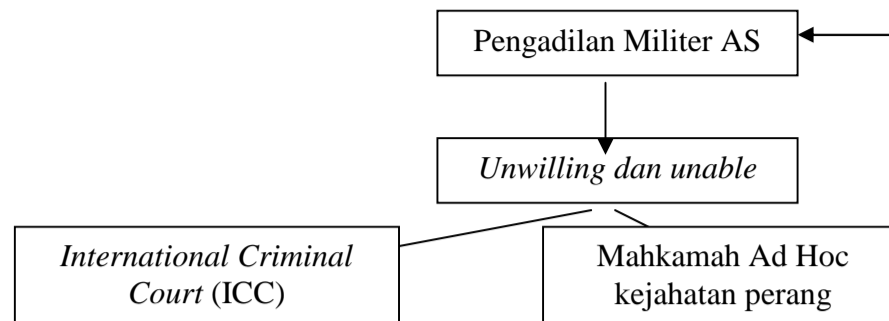 Pengadilan Militer AS
Unwilling dan unable
International Criminal
Court (ICC)
Mahkamah Ad Hoc
kejahatan perang